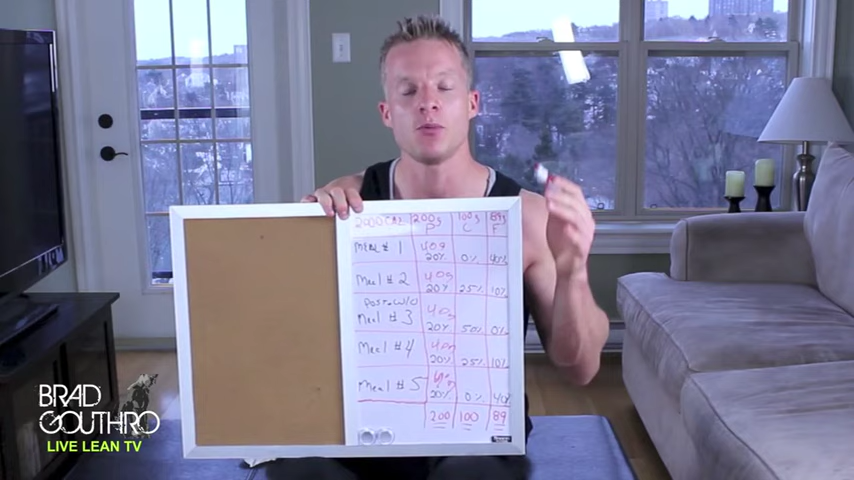 2000 CAL 200g 100g 89g
P C F
MEAL # 1 40g
20% 0% 40%
Meal # 2 40g
20% 25% 10%
POST-W/O 40g
Meal # 3 20% 50% 0%
Meal # 4 40g
20% 25% 10%
Meal # 5 40g
20% 0% 40%
200 100 89
BRAD
GOUTHRO
LIVE LEAN TV